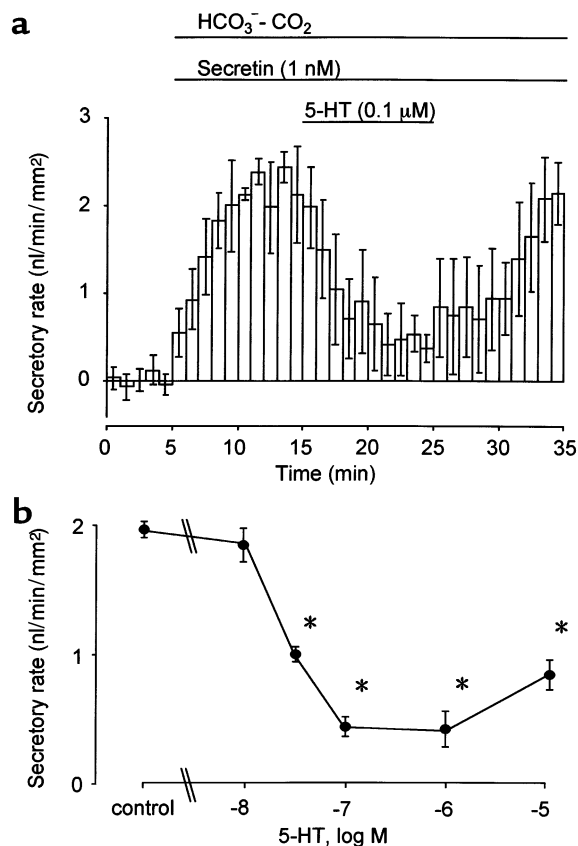 a
HCO₃⁻- CO₂
Secretin (1 nM)
5-HT (0.1 µM)
Secretory rate (nl/min/mm²)
3
2
1
0
0 5 10 15 20 25 30 35
Time (min)
b
Secretory rate (nl/min/mm²)
2
1
0
* * * *
control -8 -7 -6 -5
5-HT, log M